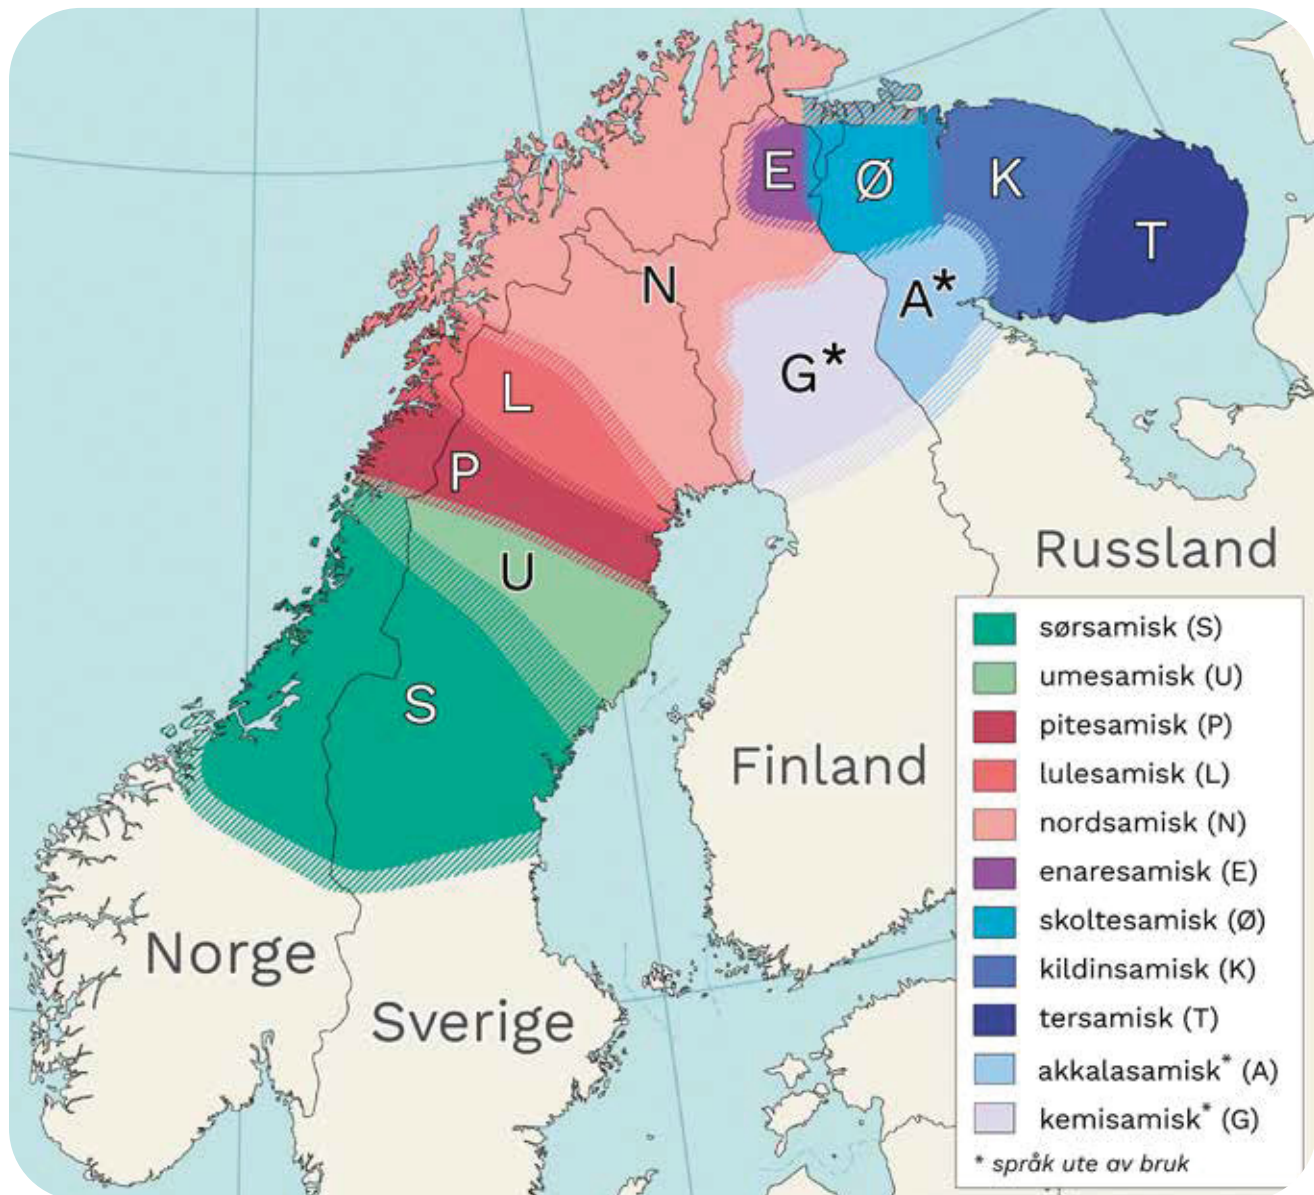 E
Ø
K
T
N
A*
G*
L
P
U
S
Russland
Finland
Norge
Sverige
sørsamisk (S)
umesamisk (U)
pitesamisk (P)
lulesamisk (L)
nordsamisk (N)
enaresamisk (E)
skoltesamisk (Ø)
kildinsamisk (K)
tersamisk (T)
akkalasamisk* (A)
kemisamisk* (G)
* språk ute av bruk